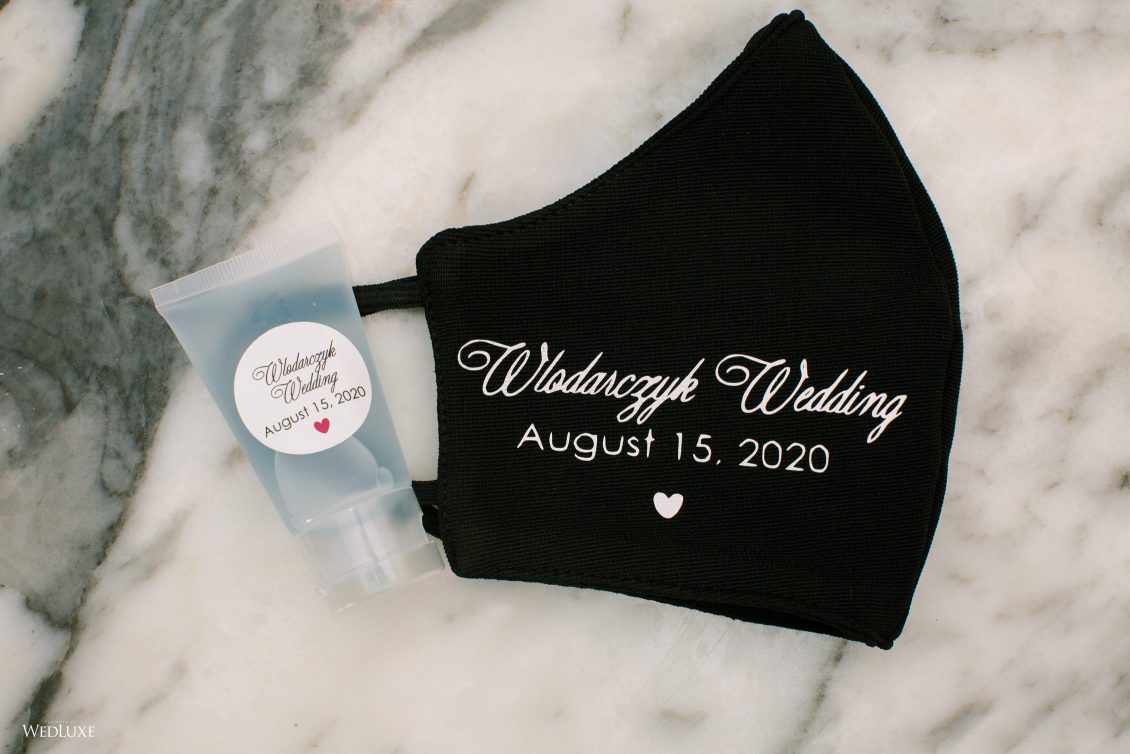 Wlodarczyk
Wedding
August 15, 2020
Wlodarczyk Wedding
August 15, 2020
WEDLUXE